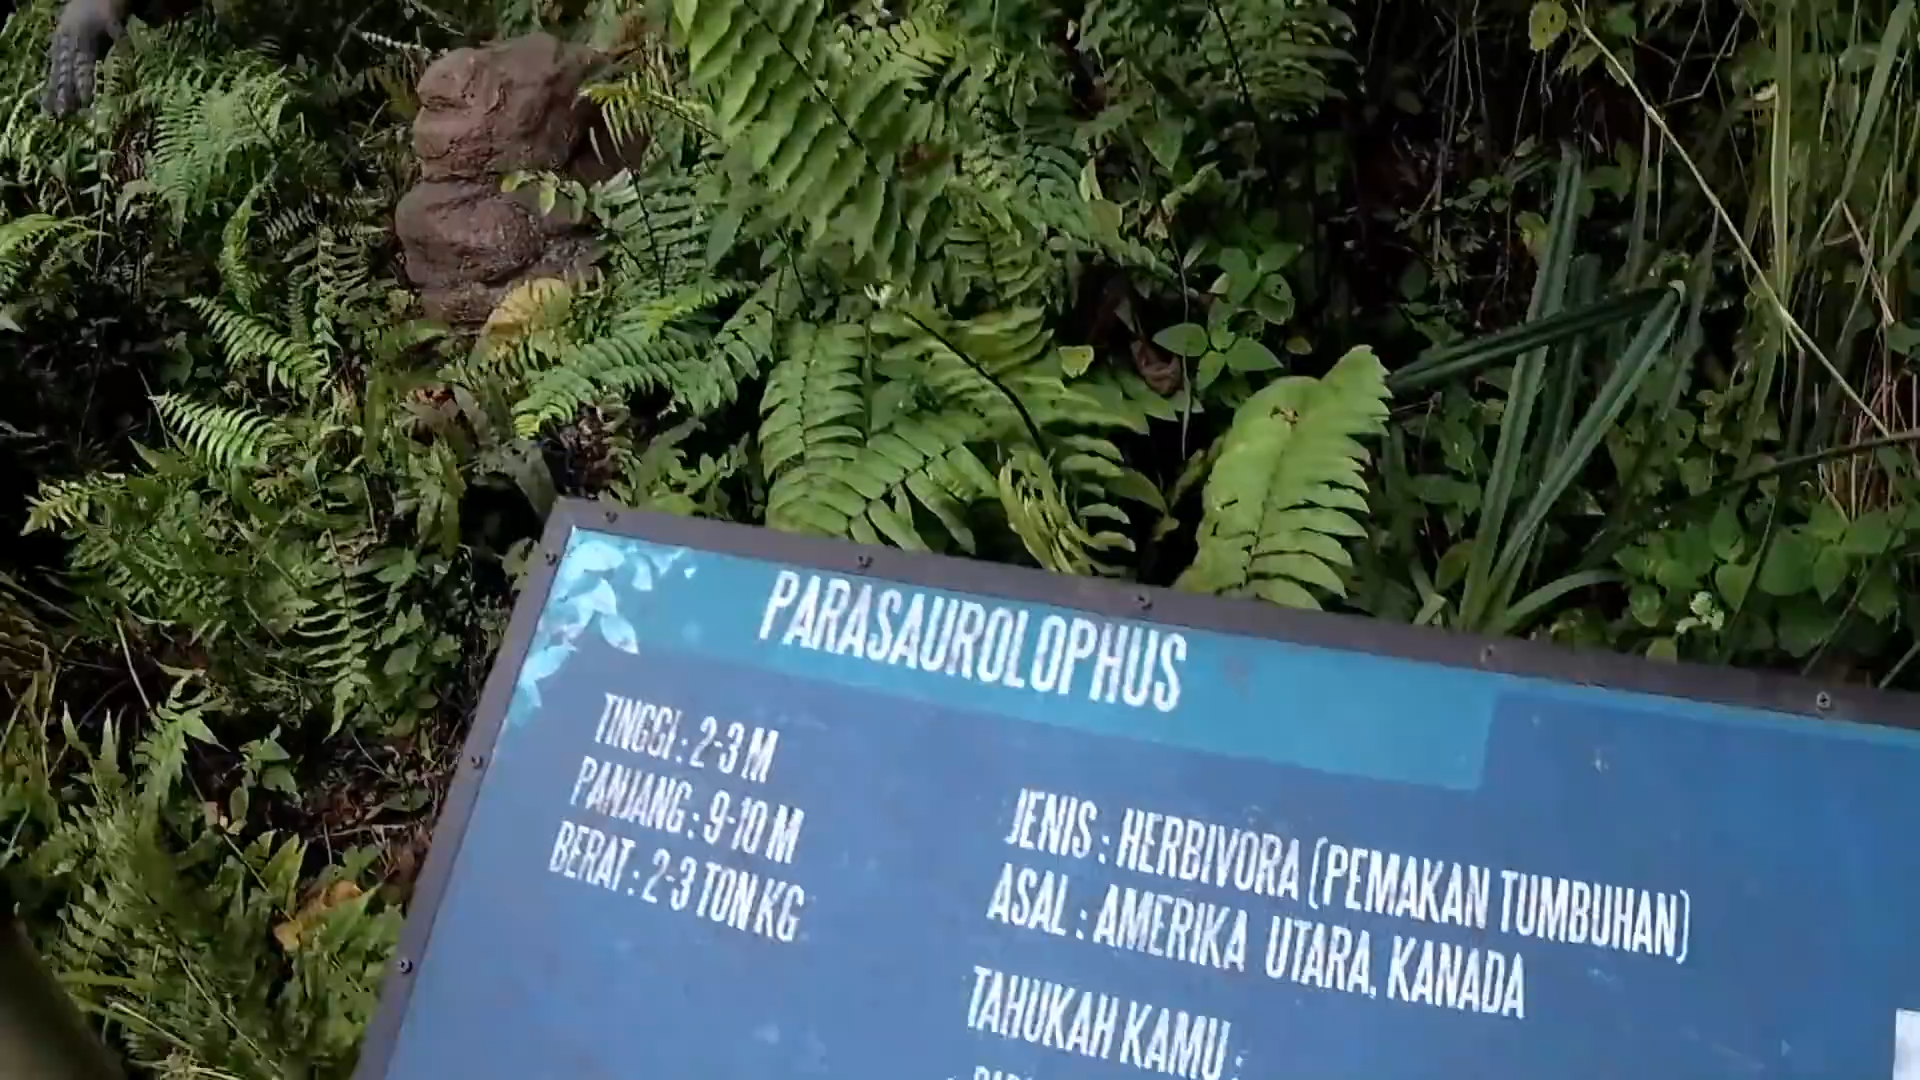 PARASAUROLOPHUS
TINGGI : 2-3 M
PANJANG : 9-10 M
BERAT : 2-3 TON KG
JENIS : HERBIVORA (PEMAKAN TUMBUHAN)
ASAL : AMERIKA UTARA, KANADA
TAHUKAH KAMU :